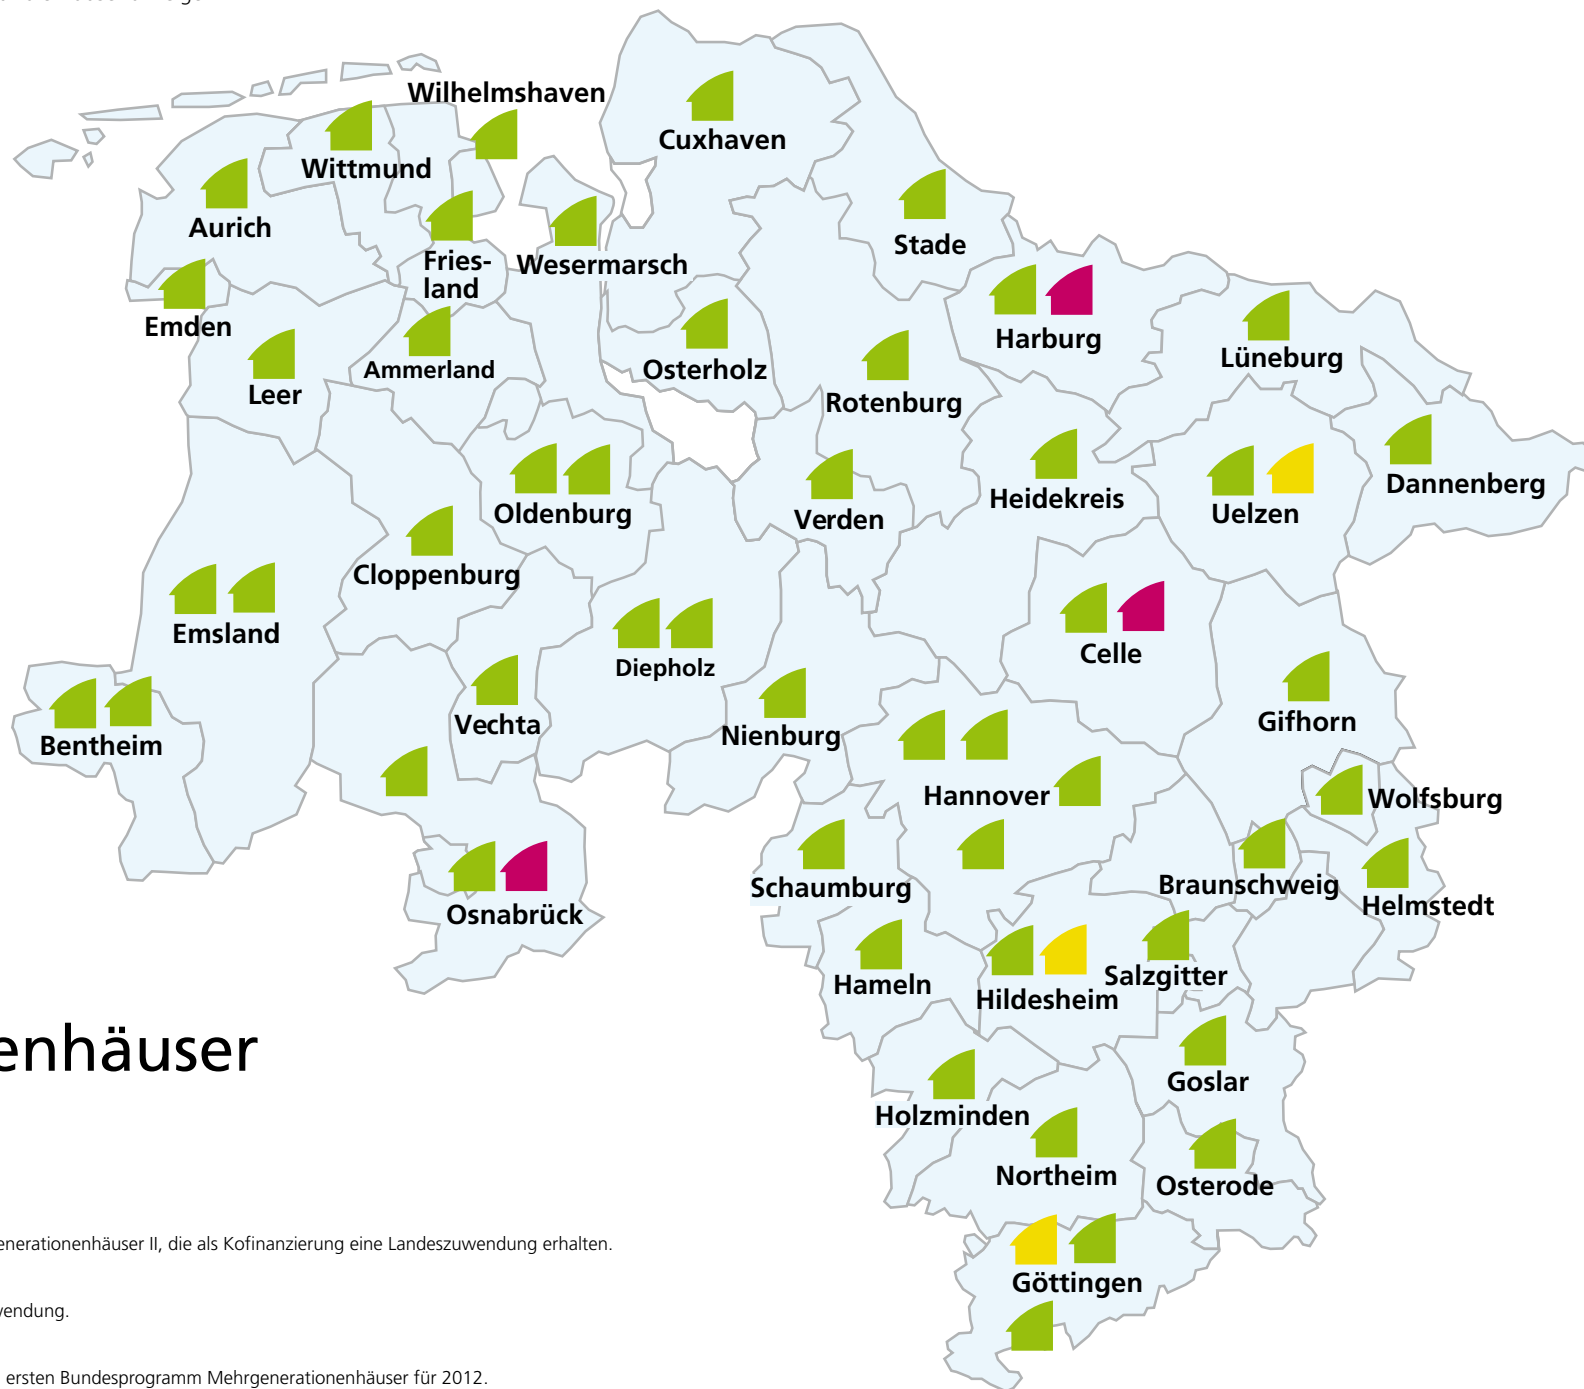 Wilhelmshaven
Cuxhaven
Wittmund
Aurich
Stade
Fries-
land
Wesermarsch
Emden
Harburg
Lüneburg
Ammerland
Osterholz
Leer
Rotenburg
Dannenberg
Heidekreis
Oldenburg
Verden
Uelzen
Cloppenburg
Emsland
Celle
Diepholz
Gifhorn
Vechta
Nienburg
Bentheim
Hannover
Wolfsburg
Schaumburg
Braunschweig
Helmstedt
Osnabrück
Salzgitter
Hameln
Hildesheim
enhäuser
Goslar
Holzminden
Northeim
Osterode
enerationenhäuser II, die als Kofinanzierung eine Landeszuwendung erhalten.
Göttingen
wendung.
ersten Bundesprogramm Mehrgenerationenhäuser für 2012.